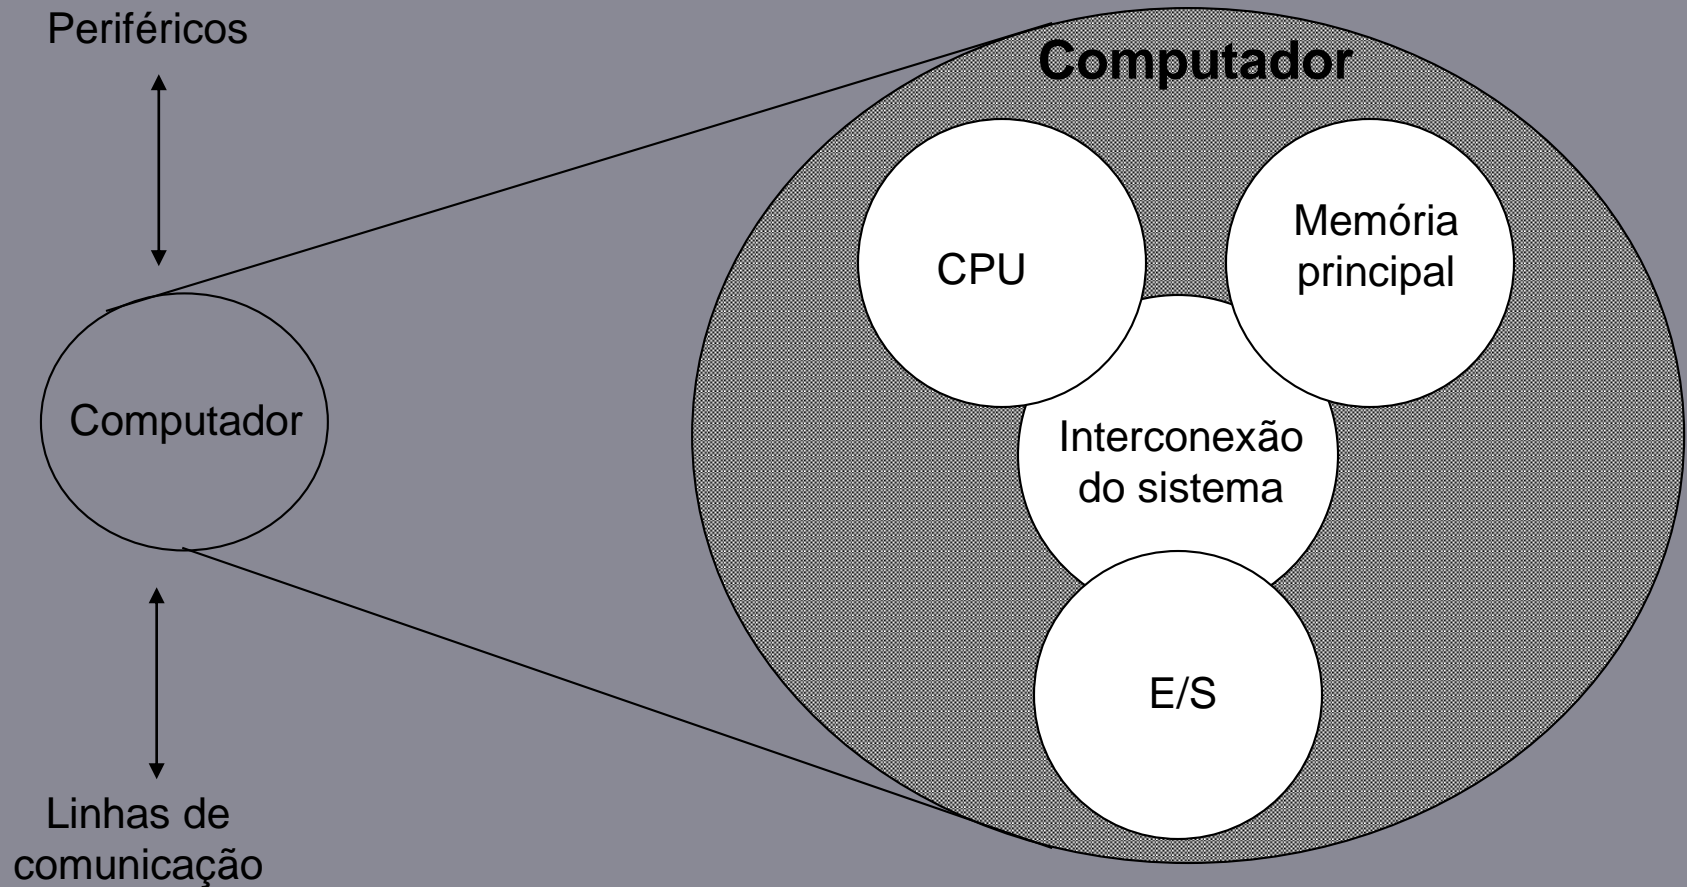 Periféricos
Computador
Linhas de
comunicação
Computador
CPU
Memória
principal
Interconexão
do sistema
E/S